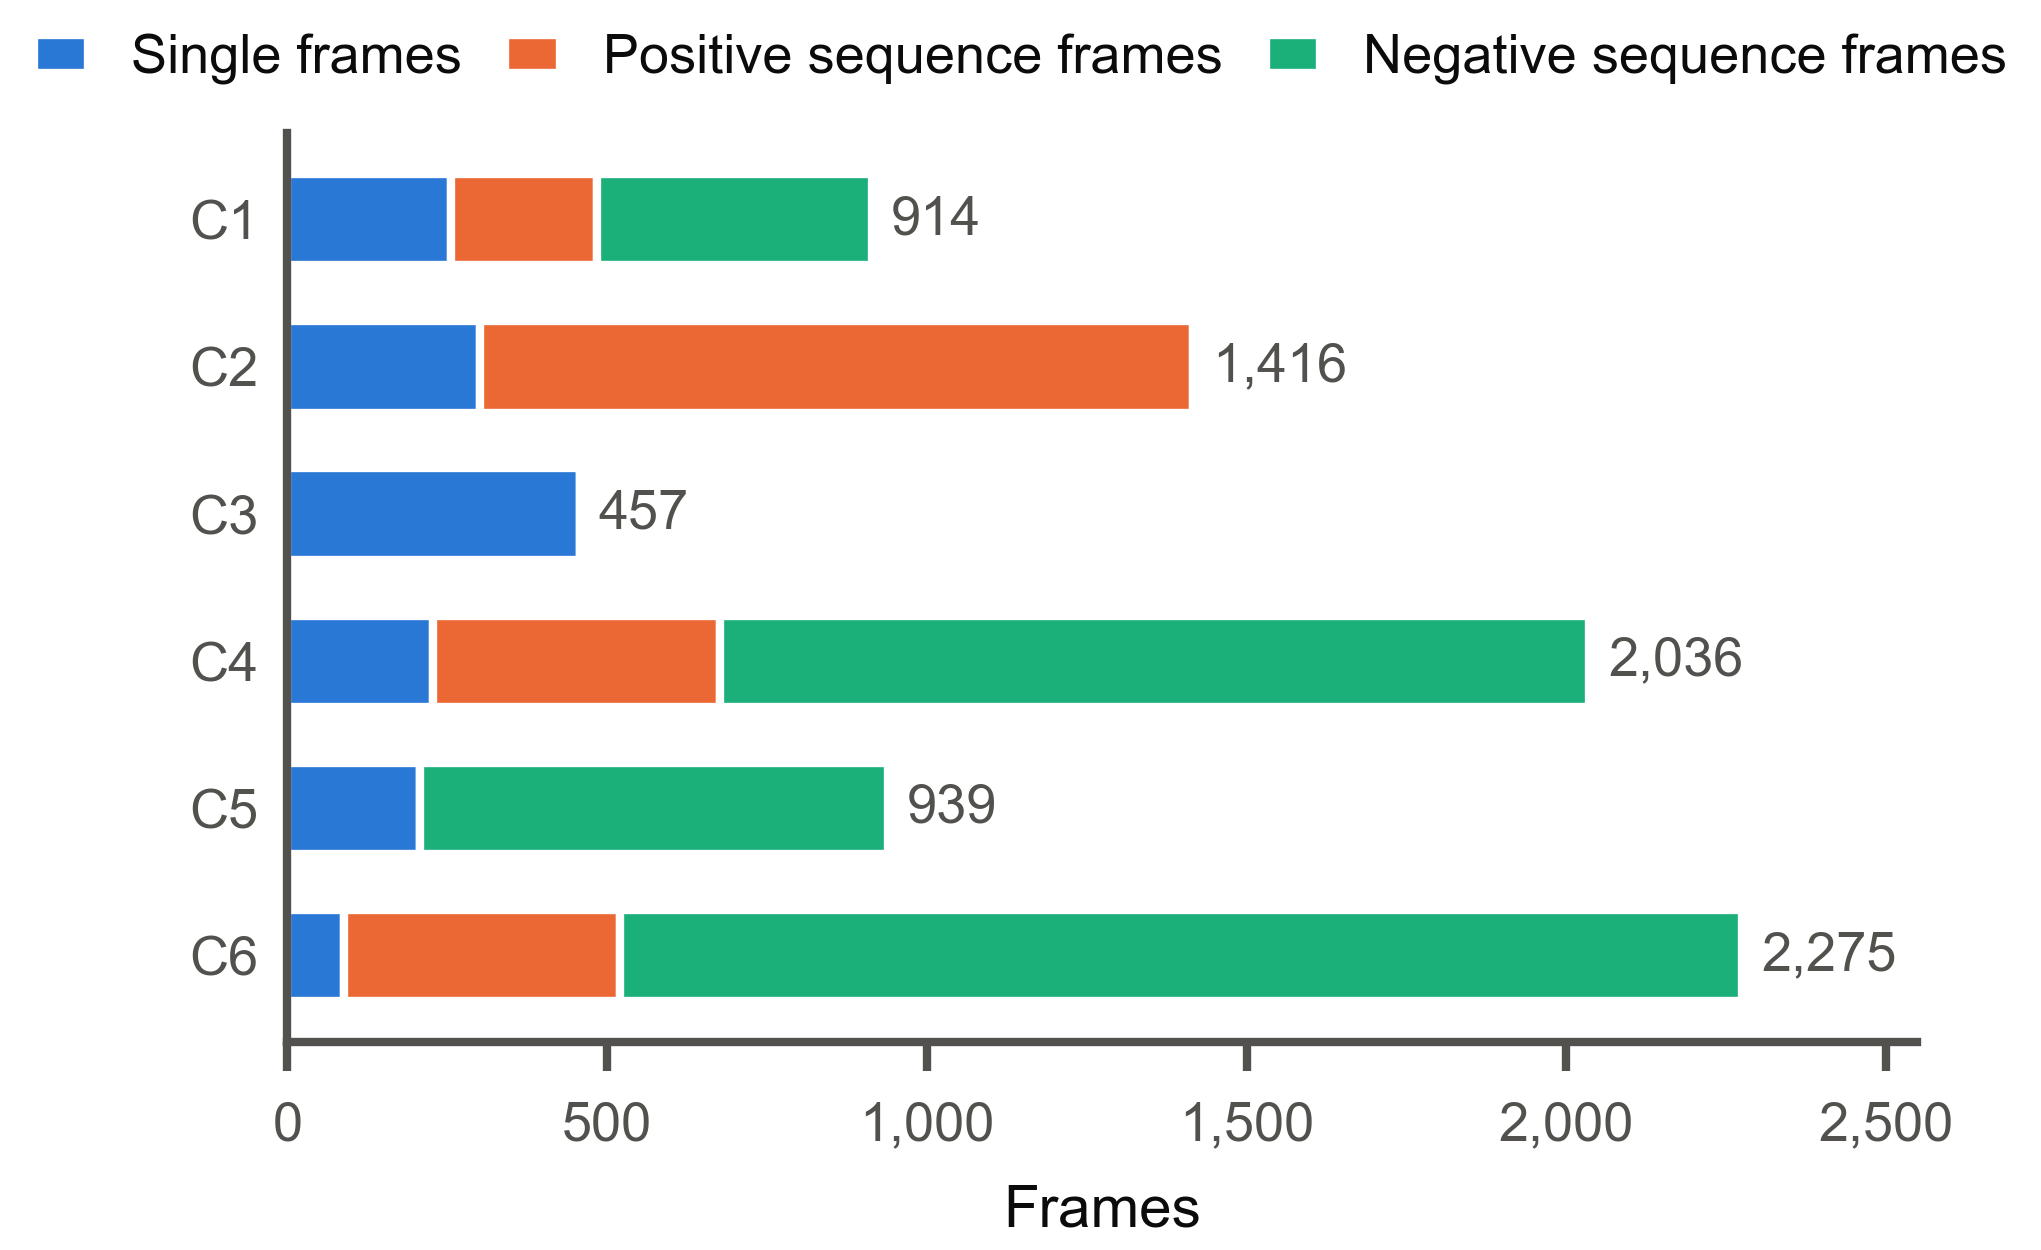 Single frames Positive sequence frames Negative sequence frames
C1 914
C2 1,416
C3 457
C4 2,036
C5 939
C6 2,275
0 500 1,000 1,500 2,000 2,500
Frames